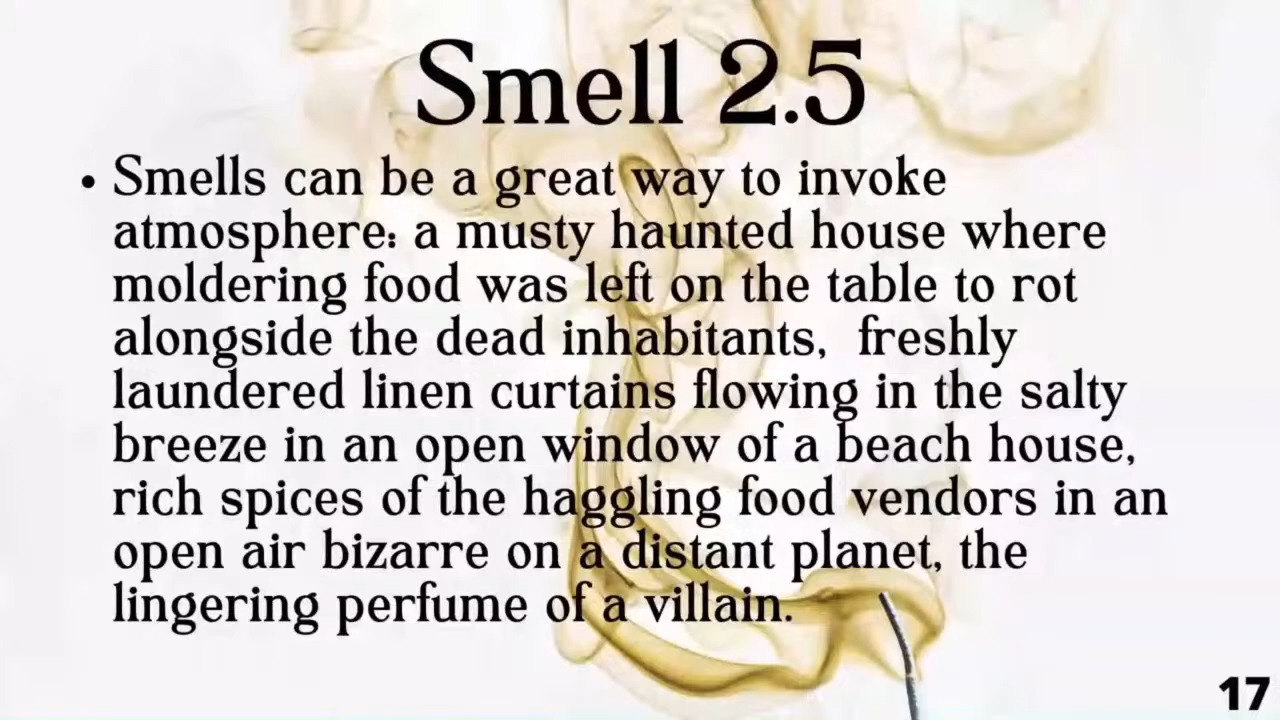 Smell 2.5
• Smells can be a great way to invoke
atmosphere: a musty haunted house where
moldering food was left on the table to rot
alongside the dead inhabitants,  freshly
laundered linen curtains flowing in the salty
breeze in an open window of a beach house,
rich spices of the haggling food vendors in an
open air bizarre on a distant planet, the
lingering perfume of a villain.
17